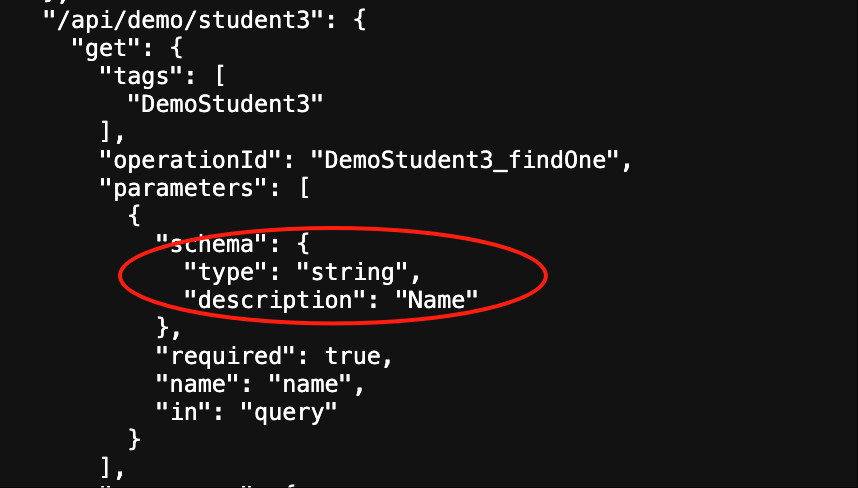 "/api/demo/student3": {
"get": {
"tags": [
"DemoStudent3"
],
"operationId": "DemoStudent3_findOne",
"parameters": [
{
"schema": {
"type": "string",
"description": "Name"
},
"required": true,
"name": "name",
"in": "query"
}
],